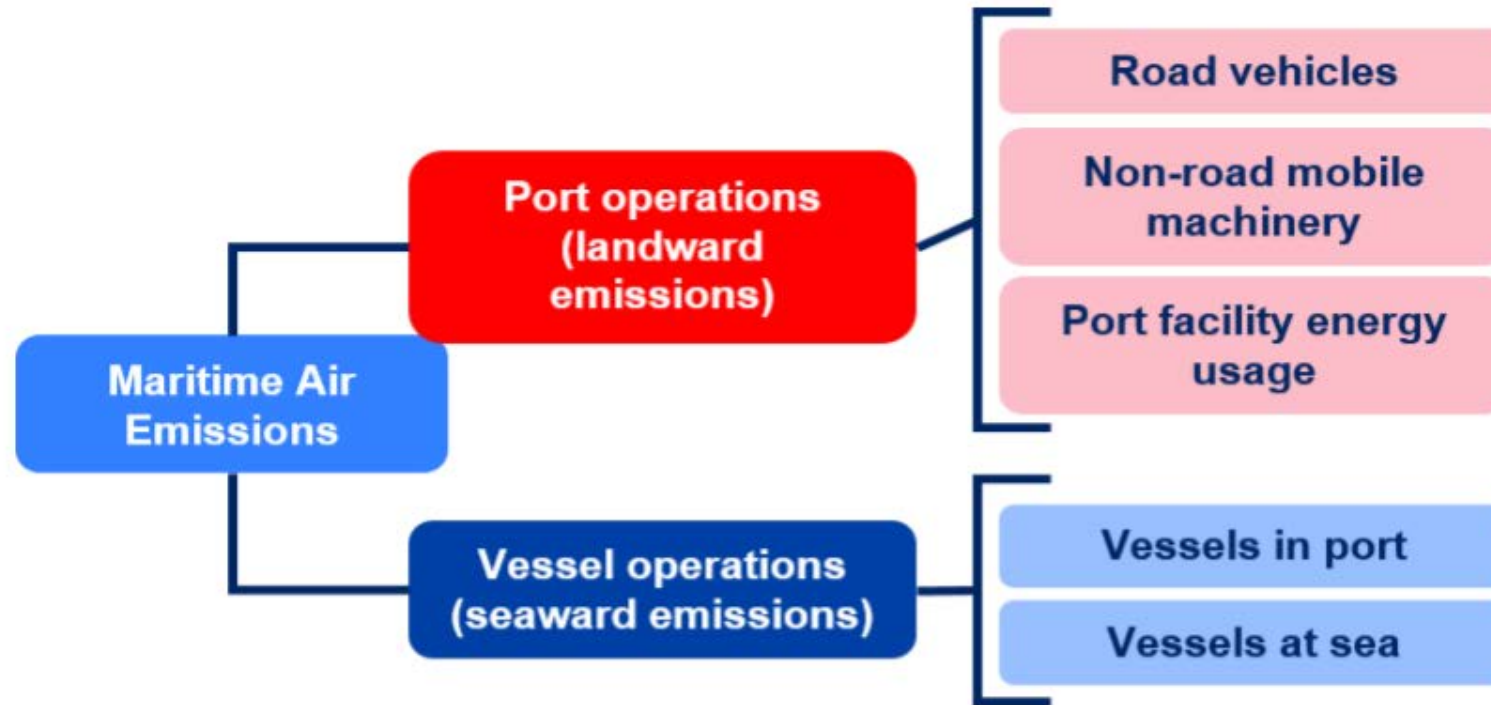 Maritime Air
Emissions
Port operations
(landward
emissions)
Road vehicles
Non-road mobile
machinery
Port facility energy
usage
Vessel operations
(seaward emissions)
Vessels in port
Vessels at sea